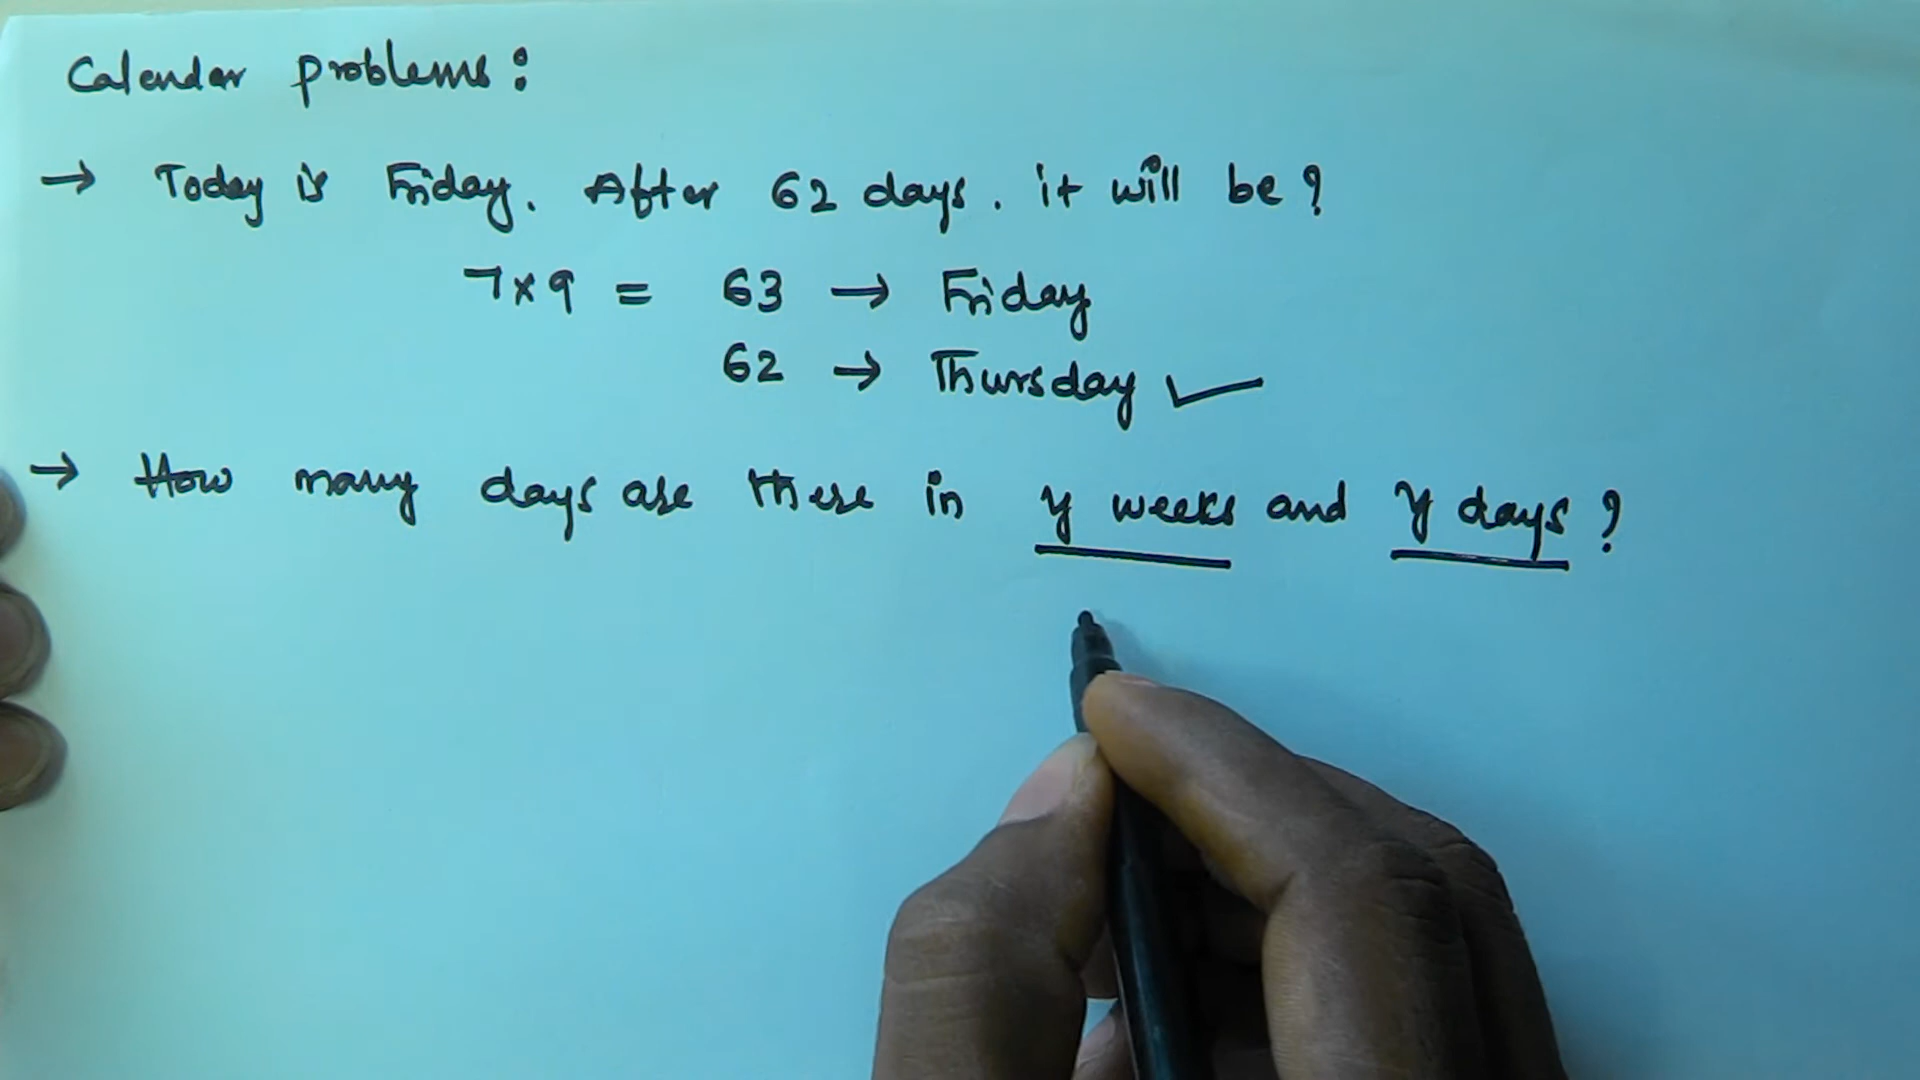 Calendar problems:
→ Today is Friday. After 62 days. it will be?
7×9 = 63 → Friday
62 → Thursday ✓
→ How many days are there in y weeks and y days?